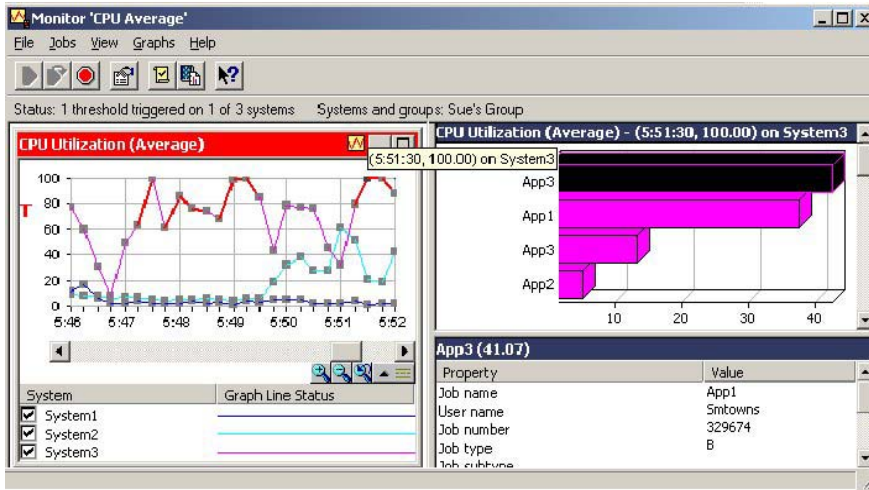 Monitor 'CPU Average'
File Jobs View Graphs Help
Status: 1 threshold triggered on 1 of 3 systems Systems and groups: Sue's Group
CPU Utilization (Average)
(5:51:30, 100.00) on System3
100
T
80
60
40
20
0
5:46 5:47 5:48 5:49 5:50 5:51 5:52
System Graph Line Status
System1
System2
System3
CPU Utilization (Average) - (5:51:30, 100.00) on System3
App3
App1
App3
App2
10 20 30 40
App3 (41.07)
Property Value
Job name App1
User name Smtowns
Job number 329674
Job type B
Job subtype